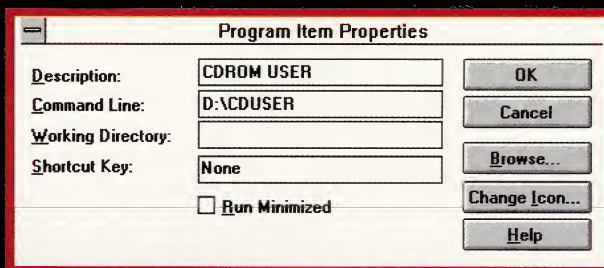 Program Item Properties
Description: CDROM USER
Command Line: D:\CDUSER
Working Directory:
Shortcut Key: None
Run Minimized
OK
Cancel
Browse...
Change Icon...
Help